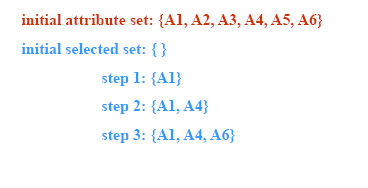 initial attribute set: {A1, A2, A3, A4, A5, A6}
initial selected set: { }
step 1: {A1}
step 2: {A1, A4}
step 3: {A1, A4, A6}